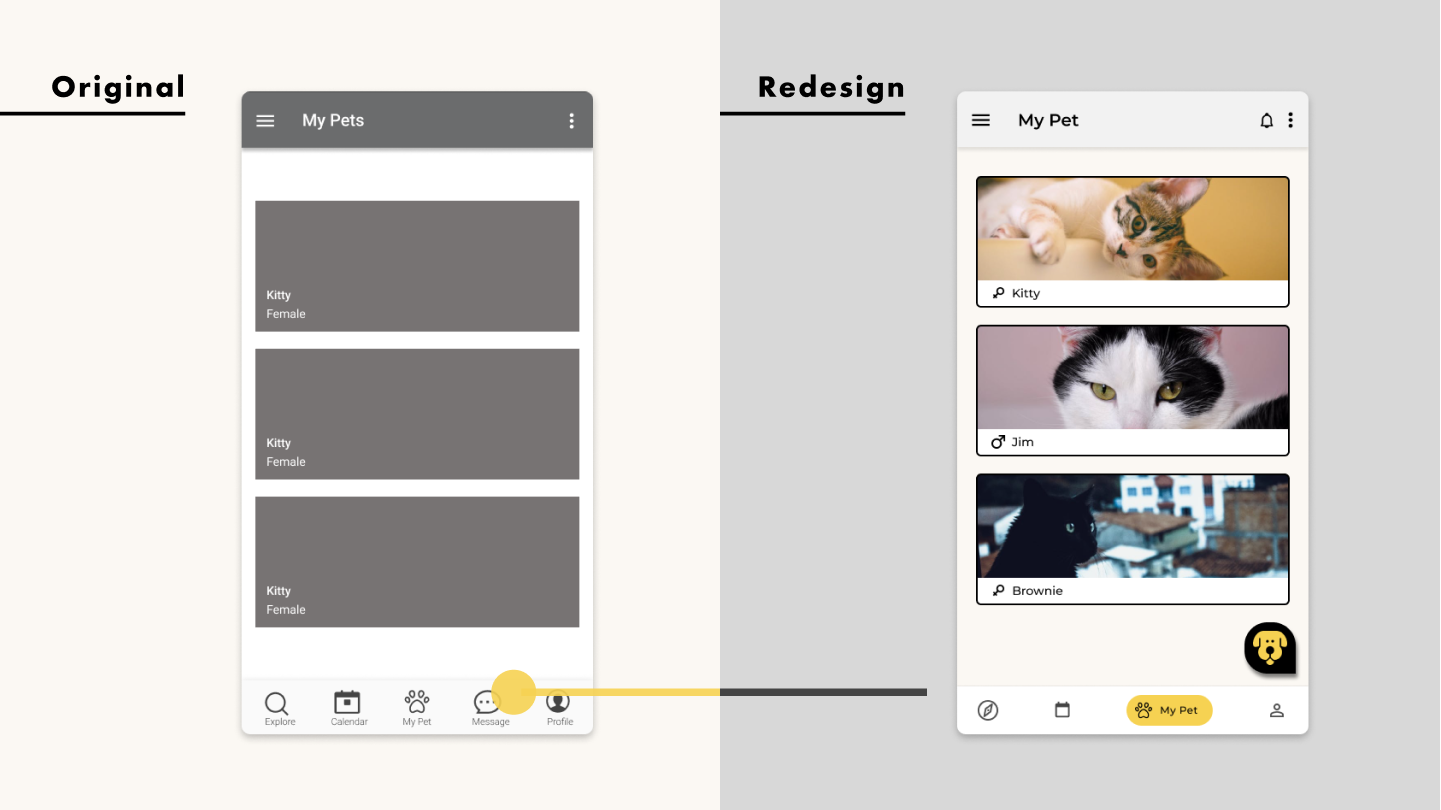 Original
My Pets
Kitty
Female
Kitty
Female
Kitty
Female
Explore
Calendar
My Pet
Message
Profile
Redesign
My Pet
Kitty
Jim
Brownie
My Pet